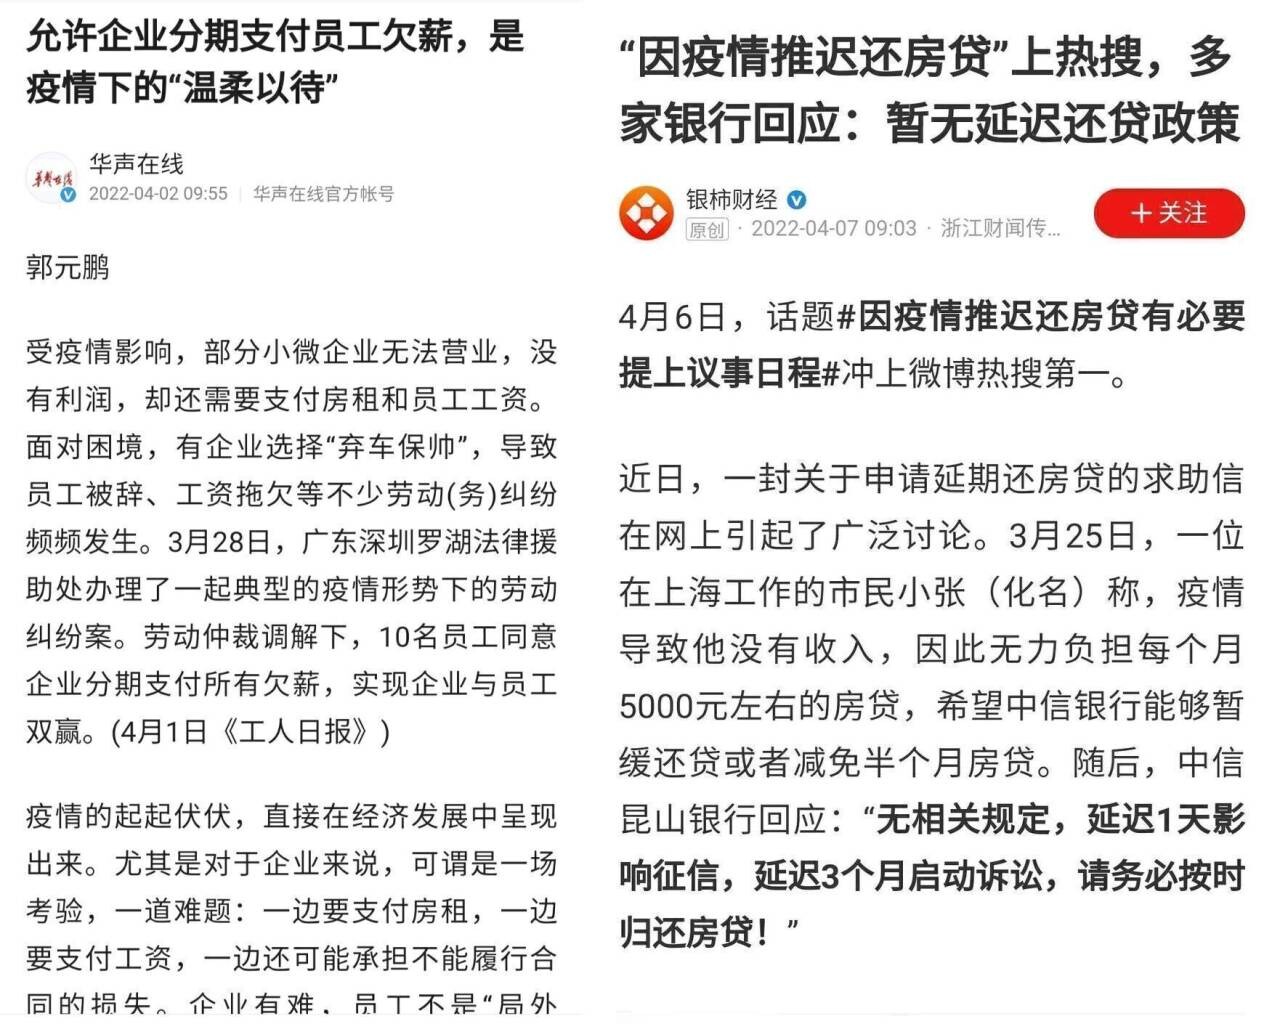 允许企业分期支付员工欠薪，是
疫情下的“温柔以待”
华声在线
2022-04-02 09:55 | 华声在线官方帐号
郭元鹏
受疫情影响，部分小微企业无法营业，没
有利润，却还需要支付房租和员工工资。
面对困境，有企业选择“弃车保帅”，导致
员工被辞、工资拖欠等不少劳动(务)纠纷
频频发生。3月28日，广东深圳罗湖法律援
助处办理了一起典型的疫情形势下的劳动
纠纷案。劳动仲裁调解下，10名员工同意
企业分期支付所有欠薪，实现企业与员工
双赢。(4月1日《工人日报》)
疫情的起起伏伏，直接在经济发展中呈现
出来。尤其是对于企业来说，可谓是一场
考验，一道难题：一边要支付房租，一边
要支付工资，一边还可能承担不能履行合
同的损失。企业有难，员工不是“局外
“因疫情推迟还房贷”上热搜，多
家银行回应：暂无延迟还贷政策
银柿财经
原创 · 2022-04-07 09:03 · 浙江财闻传...
＋关注
4月6日，话题#因疫情推迟还房贷有必要
提上议事日程#冲上微博热搜第一。
近日，一封关于申请延期还房贷的求助信
在网上引起了广泛讨论。3月25日，一位
在上海工作的市民小张（化名）称，疫情
导致他没有收入，因此无力负担每个月
5000元左右的房贷，希望中信银行能够暂
缓还贷或者减免半个月房贷。随后，中信
昆山银行回应：“无相关规定，延迟1天影
响征信，延迟3个月启动诉讼，请务必按时
归还房贷！”